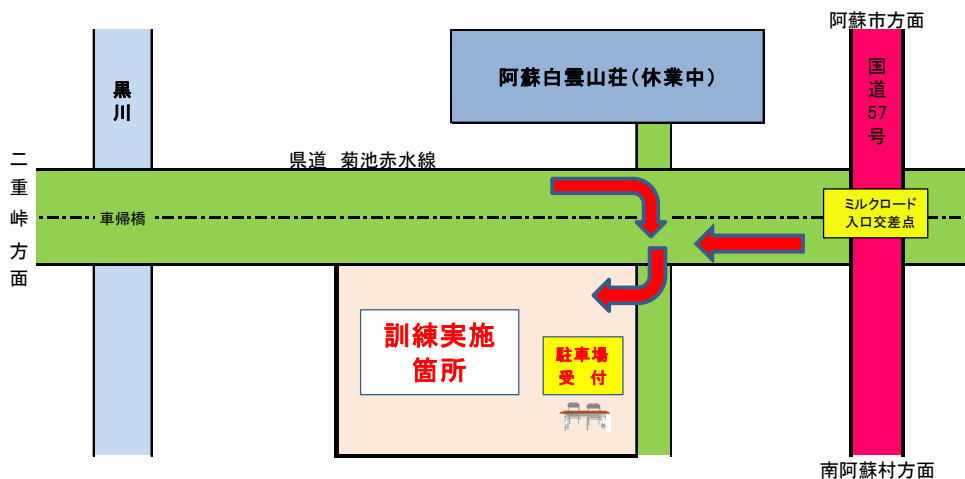 阿蘇市方面
国道57号
阿蘇白雲山荘(休業中)
黒川
県道 菊池赤水線
二重峠方面
車帰橋
ミルクロード
入口交差点
訓練実施
箇所
駐車場
受 付
南阿蘇村方面